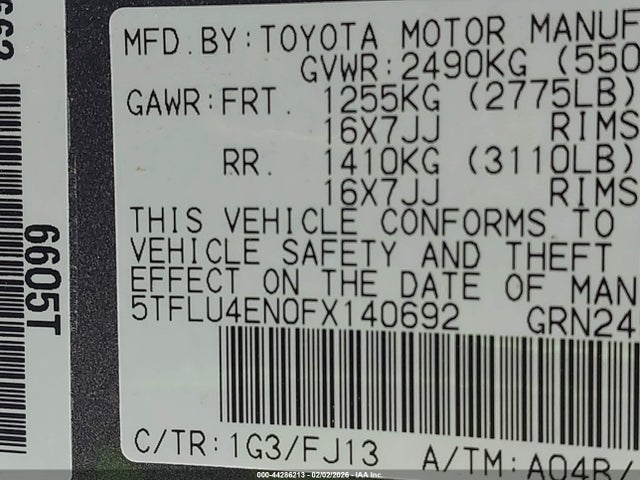 MFD.BY:TOYOTA MOTOR MANUF
GVWR:2490KG (550
GAWR:FRT. 1255KG (2775LB)
16X7JJ RIMS
RR. 1410KG (3110LB)
16X7JJ RIMS
THIS VEHICLE CONFORMS TO
VEHICLE SAFETY AND THEFT
EFFECT ON THE DATE OF MAN
5TFLU4EN0FX140692 GRN24
C/TR:1G3/FJ13 A/TM:A04B/
6605T
000-44286213 - 02/02/2026 - IAAI.COM